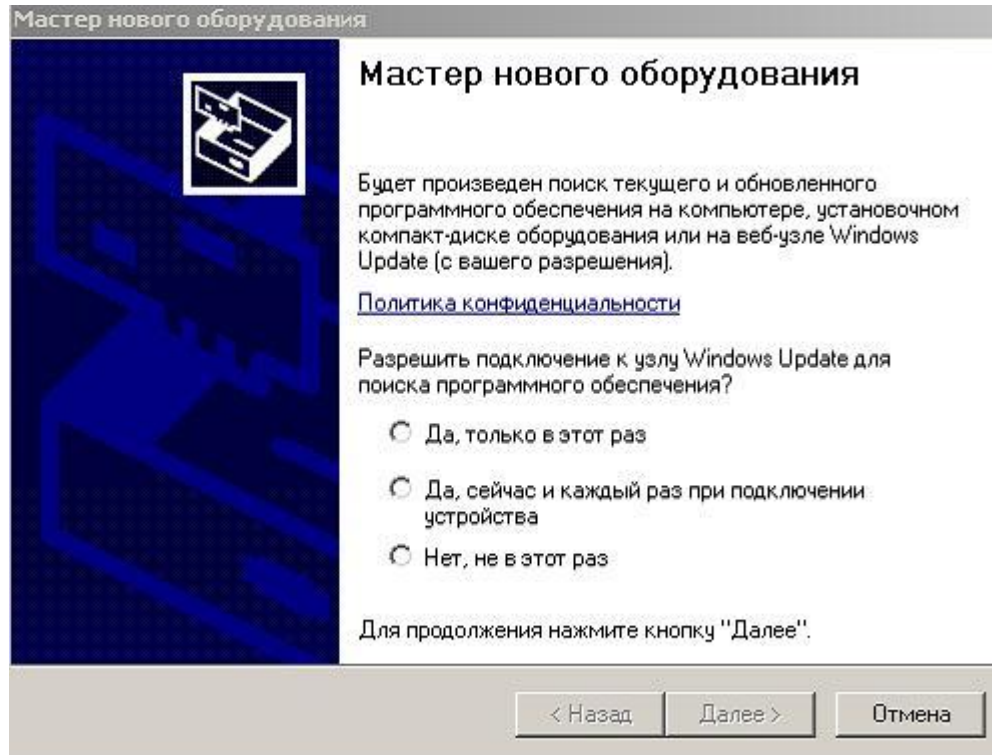 Мастер нового оборудования
Мастер нового оборудования
Будет произведен поиск текущего и обновленного
программного обеспечения на компьютере, установочном
компакт-диске оборудования или на веб-узле Windows
Update (с вашего разрешения).
Политика конфиденциальности
Разрешить подключение к узлу Windows Update для
поиска программного обеспечения?
Да, только в этот раз
Да, сейчас и каждый раз при подключении
устройства
Нет, не в этот раз
Для продолжения нажмите кнопку "Далее".
< Назад Далее > Отмена